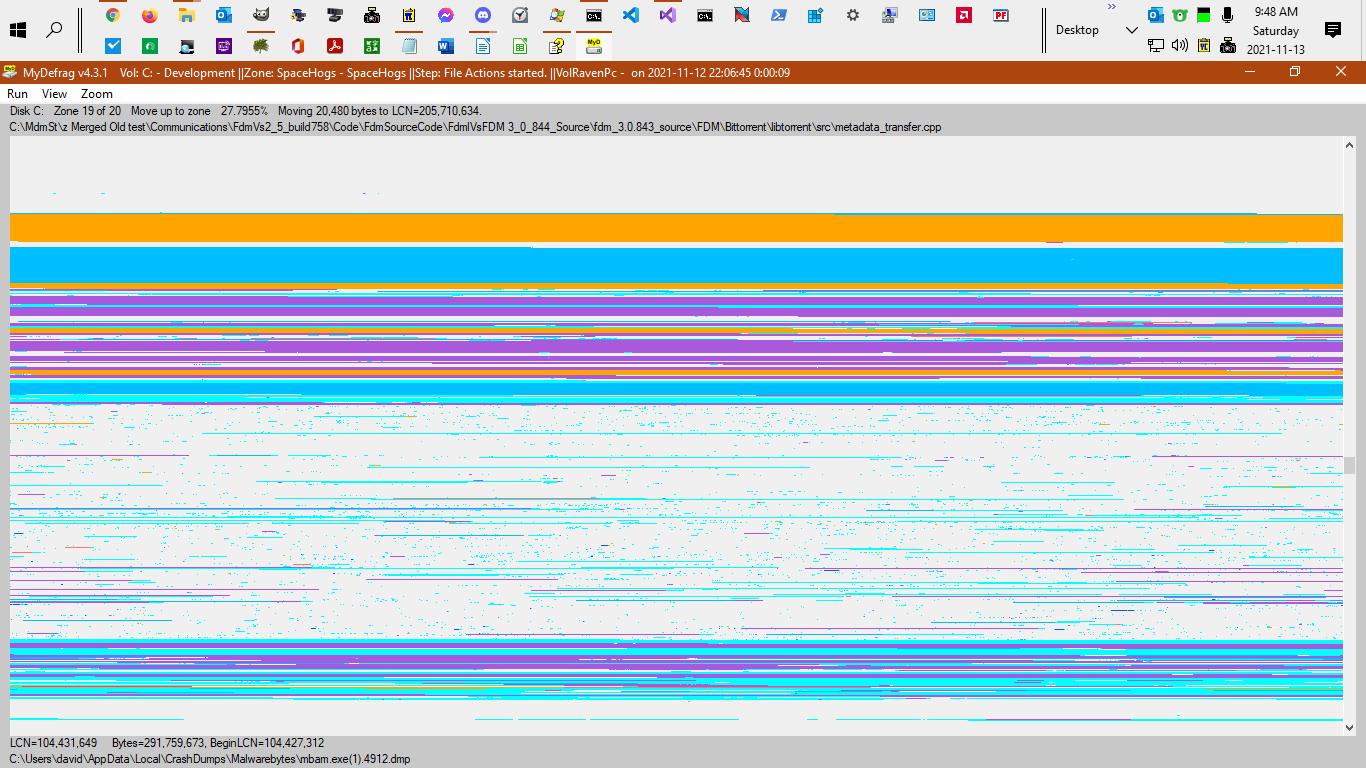 9:48 AM
Desktop
Saturday
2021-11-13
MyDefrag v4.3.1 Vol: C: - Development ||Zone: SpaceHogs - SpaceHogs ||Step: File Actions started. ||VolRavenPc - on 2021-11-12 22:06:45 0:00:09
Run View Zoom
Disk C: Zone 19 of 20 Move up to zone 27.7955% Moving 20,480 bytes to LCN=205,710,634.
C:\MdmSt\z Merged Old test\Communications\FdmVs2_5_build758\Code\FdmSourceCode\FdmlVsFDM 3_0_844_Source\fdm_3.0.843_source\FDM\Bittorrent\libtorrent\src\metadata_transfer.cpp
LCN=104,431,649 Bytes=291,759,673, BeginLCN=104,427,312
C:\Users\david\AppData\Local\CrashDumps\Malwarebytes\mbam.exe(1).4912.dmp